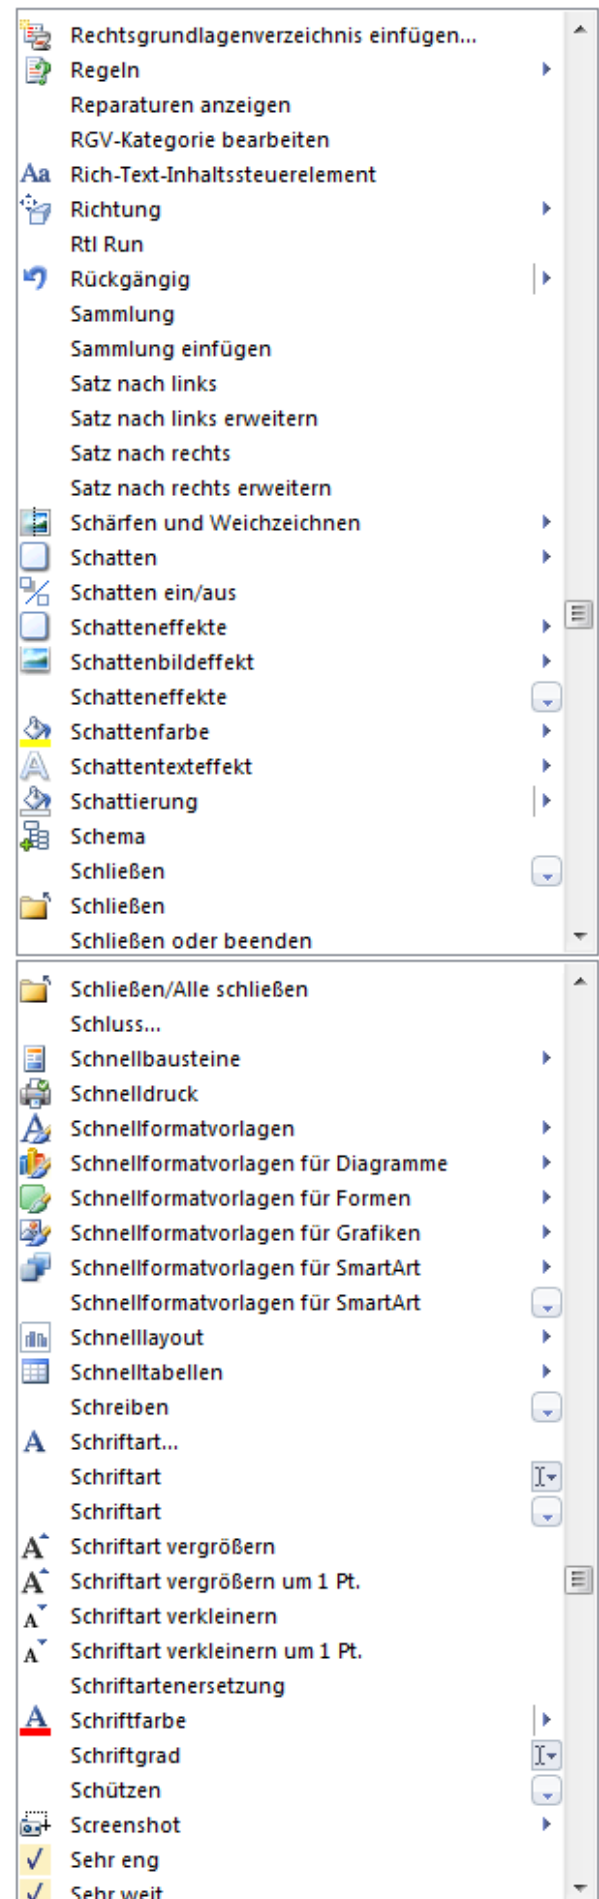 Rechtsgrundlagenverzeichnis einfügen...
Regeln
Reparaturen anzeigen
RGV-Kategorie bearbeiten
Aa Rich-Text-Inhaltssteuerelement
Richtung
Rtl Run
Rückgängig
Sammlung
Sammlung einfügen
Satz nach links
Satz nach links erweitern
Satz nach rechts
Satz nach rechts erweitern
Schärfen und Weichzeichnen
Schatten
Schatten ein/aus
Schatteneffekte
Schattenbildeffekt
Schatteneffekte
Schattenfarbe
Schattentexteffekt
Schattierung
Schema
Schließen
Schließen
Schließen oder beenden
Schließen/Alle schließen
Schluss...
Schnellbausteine
Schnelldruck
Schnellformatvorlagen
Schnellformatvorlagen für Diagramme
Schnellformatvorlagen für Formen
Schnellformatvorlagen für Grafiken
Schnellformatvorlagen für SmartArt
Schnellformatvorlagen für SmartArt
Schnelllayout
Schnelltabellen
Schreiben
A Schriftart...
Schriftart
Schriftart
A Schriftart vergrößern
A Schriftart vergrößern um 1 Pt.
A Schriftart verkleinern
A Schriftart verkleinern um 1 Pt.
Schriftartenersetzung
A Schriftfarbe
Schriftgrad
Schützen
Screenshot
Sehr eng
Sehr weit